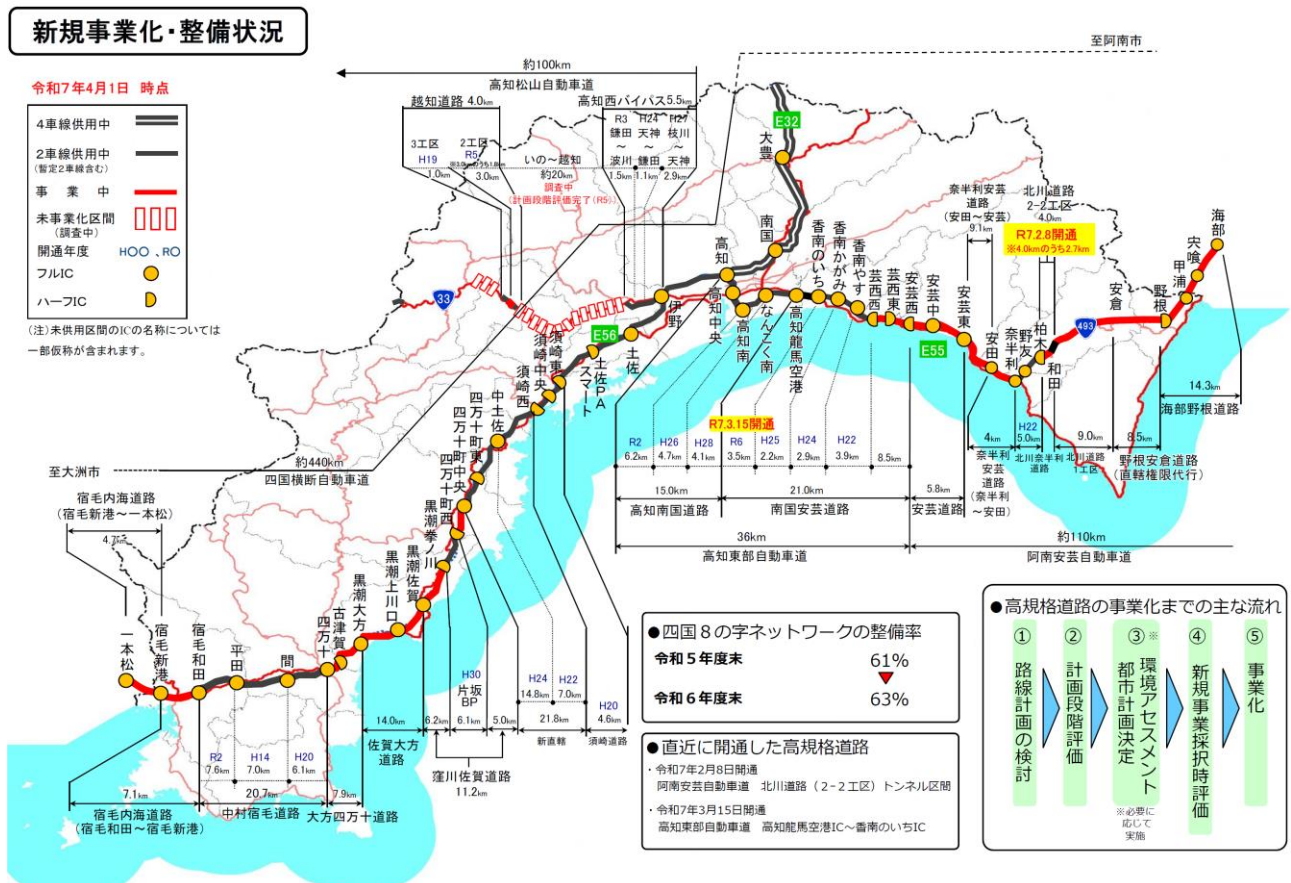 新規事業化・整備状況
令和7年4月1日 時点
4車線供用中
2車線供用中
(暫定2車線含む)
事業中
未事業化区間
(調査中)
開通年度 H○○、R○
フルIC
ハーフIC
(注)未供用区間のICの名称については
一部仮称が含まれます。
至阿南市
約100km
高知松山自動車道
越知道路 4.0km
3工区
H19
1.0km
2工区
R5
3.0km
いの～越知
約20km
調査中
(計画段階評価完了(R5))
高知西バイパス 5.5km
R3
鎌田
～
波川
1.5km
H24
天神
～
鎌田
1.1km
H27
枝川
～
天神
2.9km
E32
大豊
南国
高知
高知中央
高知南
なんごく南
高知龍馬空港
香南のいち
香南かがみ
香南やす
芸西西
芸西東
安芸西
安芸中
安芸東
安田
奈半利
野友
柏木
和田
安倉
野根
甲浦
宍喰
海部
奈半利安芸
道路
(安田～安芸)
9.1km
北川道路
2-2工区
4.0km
R7.2.8開通
※4.0kmのうち2.7km
493
E55
33
E56
伊野
土佐
土佐PA
スマート
須崎東
須崎中央
須崎西
中土佐
四万十町東
四万十町中央
四万十町西
黒潮拳ノ川
黒潮佐賀
黒潮上川口
黒潮大方
古津賀
四万十
間
平田
宿毛和田
宿毛新港
一本松
14.3km
海部野根道路
8.5km
野根安倉道路
(直轄権限代行)
9.0km
北川道路
1工区
H22
5.0km
北川奈半利
道路
4km
奈半利
安芸
道路
(奈半利
～安田)
約110km
阿南安芸自動車道
R7.3.15開通
R2
6.2km
H26
4.7km
H28
4.1km
R6
3.5km
H25
2.2km
H24
2.9km
H22
3.9km
8.5km
15.0km
高知南国道路
21.0km
南国安芸道路
5.8km
安芸道路
36km
高知東部自動車道
至大洲市
約440km
四国横断自動車道
宿毛内海道路
(宿毛新港～一本松)
4.7km
7.1km
宿毛内海道路
(宿毛和田～宿毛新港)
R2
7.6km
H14
7.0km
H20
6.1km
20.7km
中村宿毛道路
7.9km
大方四万十道路
14.0km
佐賀大方
道路
6.2km
H30
片坂
BP
6.1km
5.0km
窪川佐賀道路
11.2km
H24
14.8km
H22
7.0km
21.8km
新直轄
H20
4.6km
須崎道路
●四国8の字ネットワークの整備率
令和5年度末 61%
令和6年度末 63%
●直近に開通した高規格道路
・令和7年2月8日開通
阿南安芸自動車道 北川道路(2-2工区)トンネル区間
・令和7年3月15日開通
高知東部自動車道 高知龍馬空港IC～香南のいちIC
●高規格道路の事業化までの主な流れ
① 路線計画の検討
② 計画段階評価
③※ 環境アセスメント
都市計画決定
※必要に
応じて
実施
④ 新規事業採択時評価
⑤ 事業化